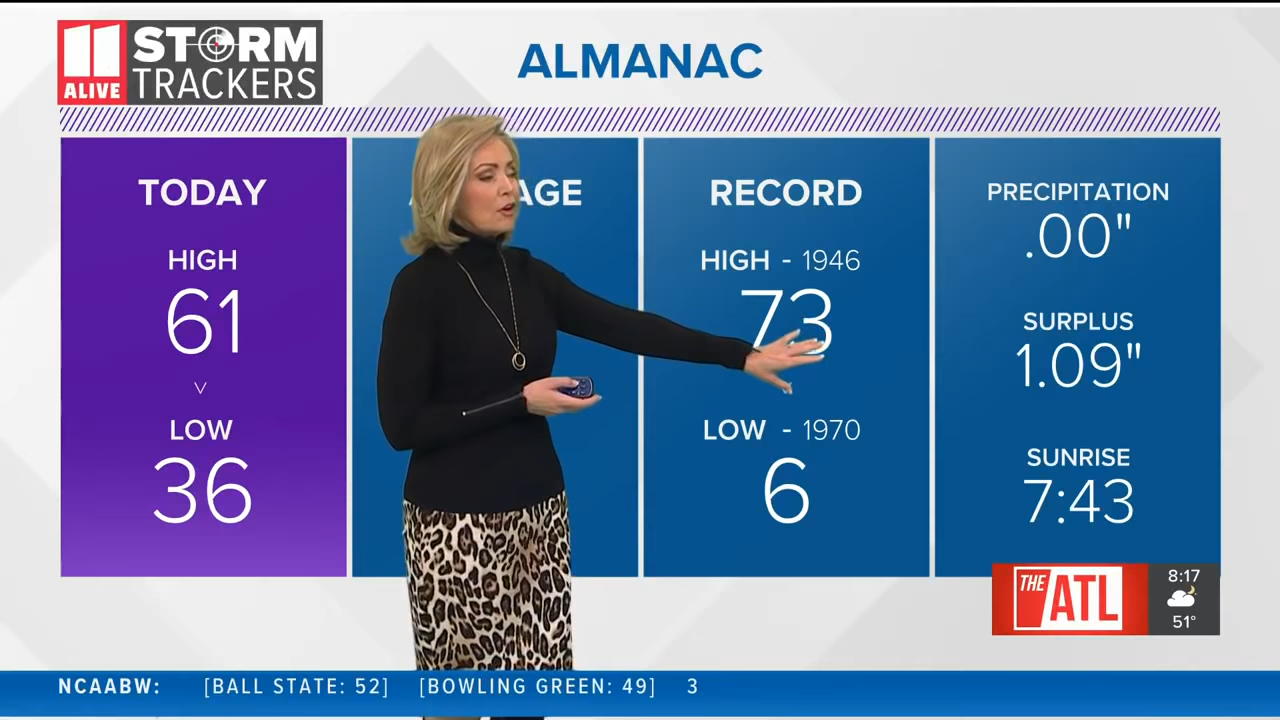 11
ALIVE
STORM
TRACKERS
ALMANAC
TODAY
HIGH
61
LOW
36
RECORD
HIGH - 1946
73
LOW - 1970
6
PRECIPITATION
.00"
SURPLUS
1.09"
SUNRISE
7:43
THE
ATL
8:17
51°
NCAABW: [BALL STATE: 52] [BOWLING GREEN: 49] 3